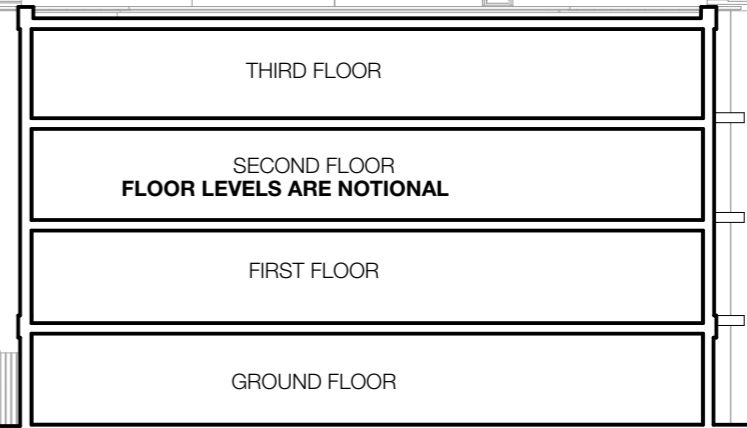 THIRD FLOOR
SECOND FLOOR
FLOOR LEVELS ARE NOTIONAL
FIRST FLOOR
GROUND FLOOR